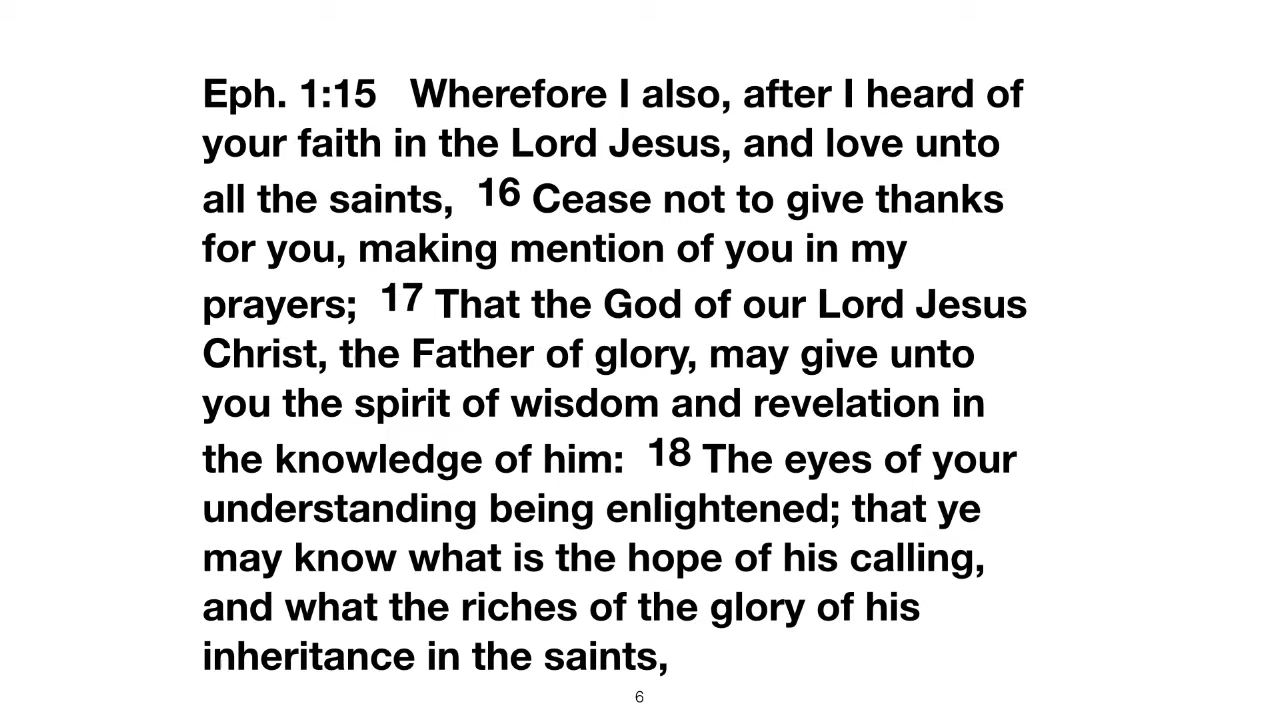 Eph. 1:15   Wherefore I also, after I heard of
your faith in the Lord Jesus, and love unto
all the saints,  16 Cease not to give thanks
for you, making mention of you in my
prayers;  17 That the God of our Lord Jesus
Christ, the Father of glory, may give unto
you the spirit of wisdom and revelation in
the knowledge of him:  18 The eyes of your
understanding being enlightened; that ye
may know what is the hope of his calling,
and what the riches of the glory of his
inheritance in the saints,
6